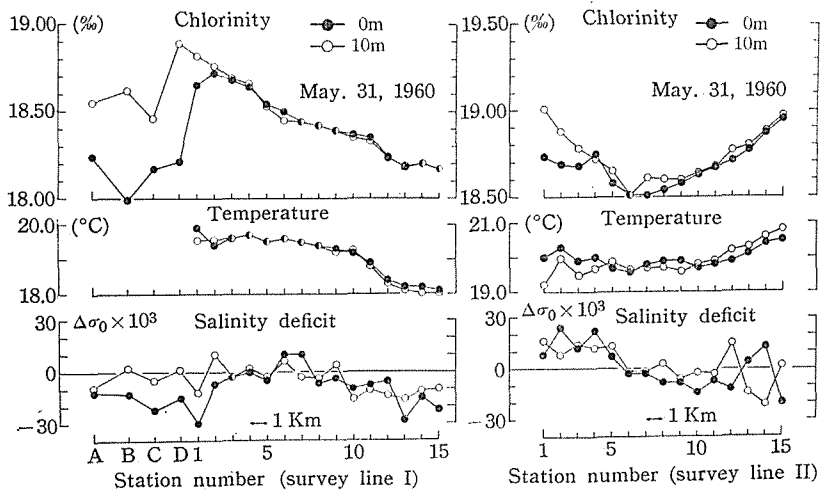 19.00
(‰)
Chlorinity
0m
10m
May. 31, 1960
18.50
18.00
Temperature
20.0
(°C)
18.0
30
Δσ₀ × 10³
Salinity deficit
0
−30
← 1 Km
A B C D 1 5 10 15
Station number (survey line I)
19.50
(‰)
Chlorinity
0m
10m
May. 31, 1960
19.00
18.50
Temperature
21.0
(°C)
19.0
30
Δσ₀ × 10³
Salinity deficit
0
−30
← 1 Km
1 5 10 15
Station number (survey line II)